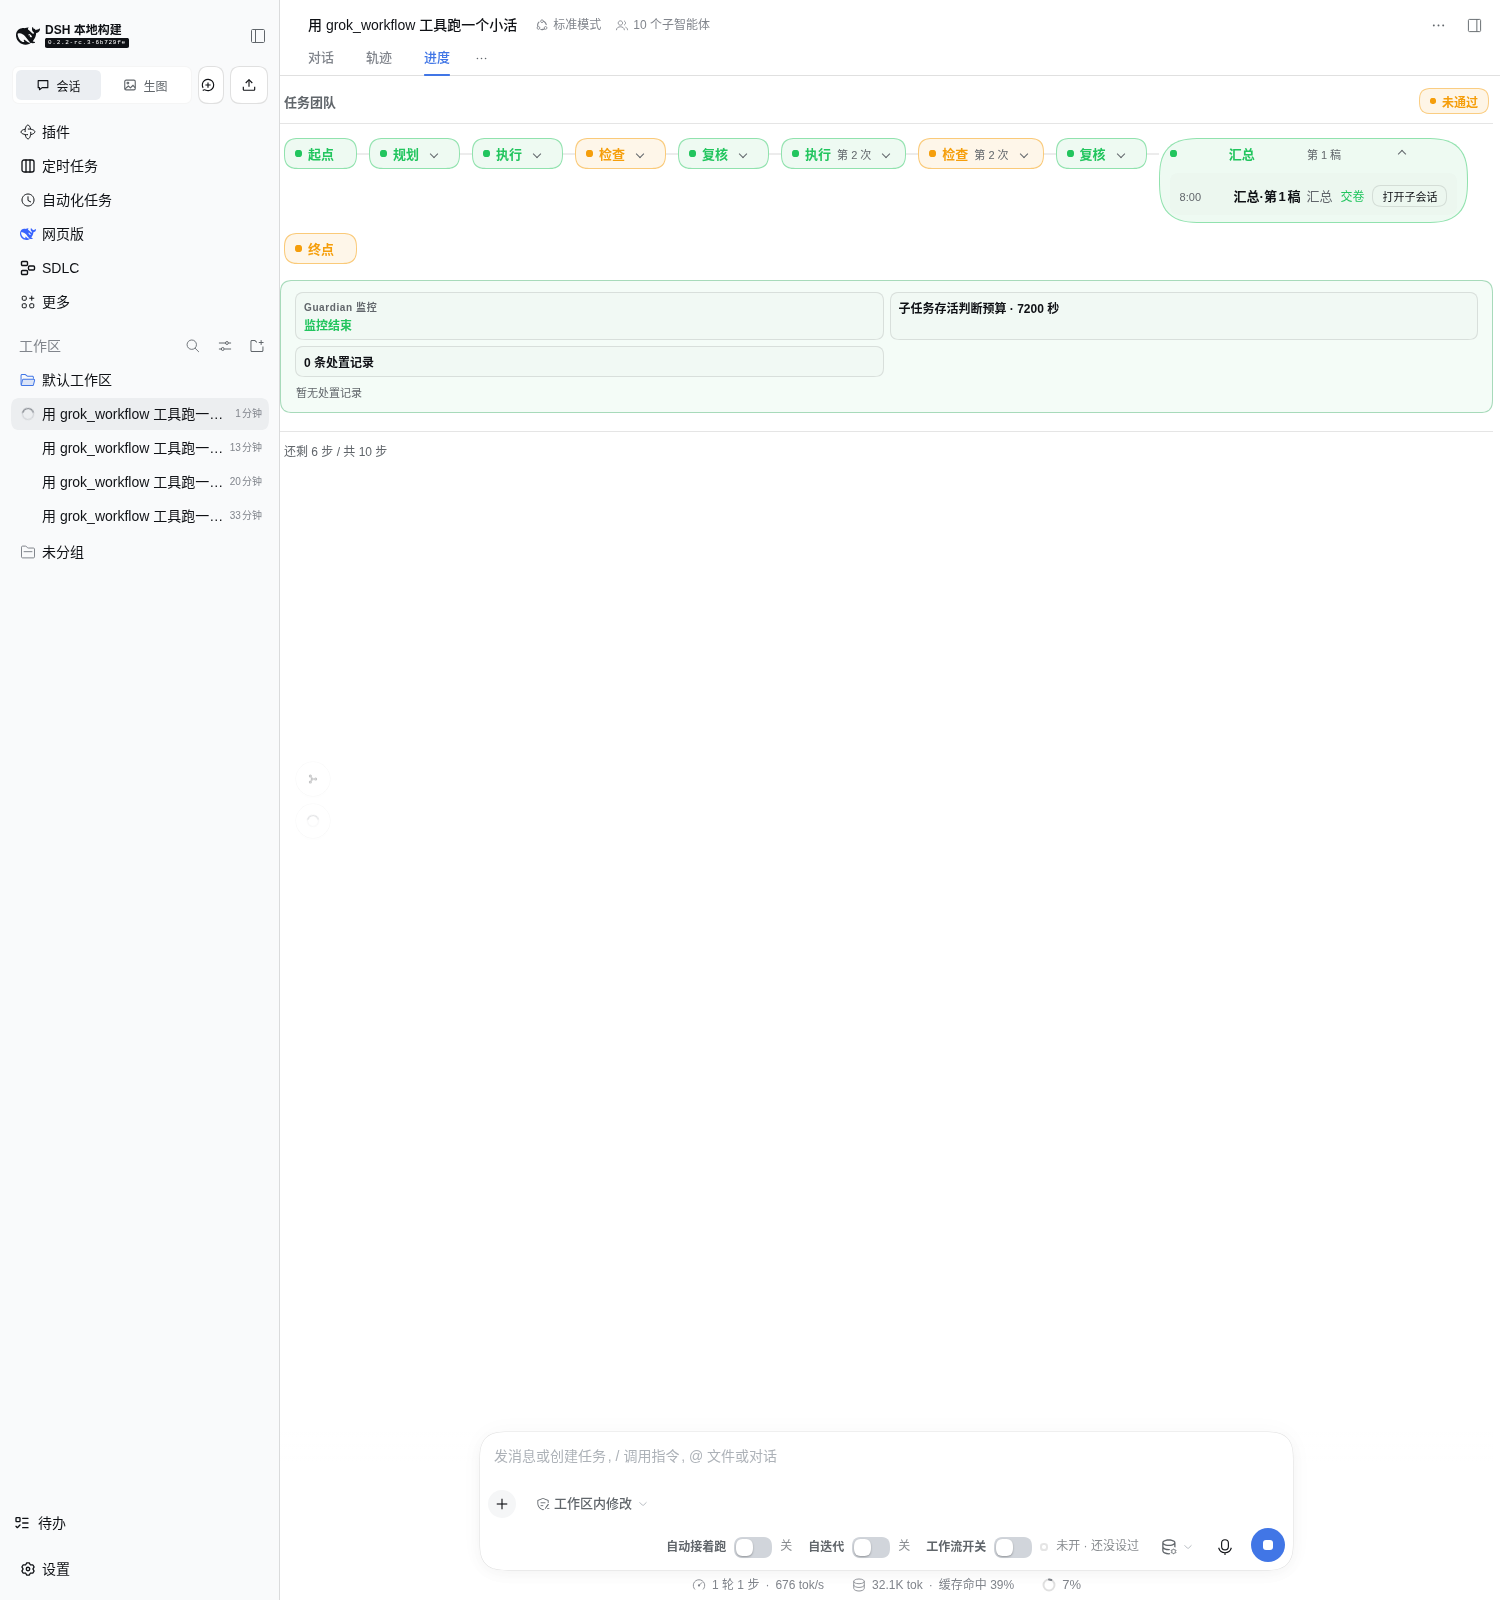 DSH 本地构建
0.2.2-rc.3-6b729fe
会话
生图
插件
定时任务
自动化任务
网页版
SDLC
更多
工作区
默认工作区
用 grok_workflow 工具跑一… 1分钟
用 grok_workflow 工具跑一… 13分钟
用 grok_workflow 工具跑一… 20分钟
用 grok_workflow 工具跑一… 33分钟
未分组
待办
设置
用 grok_workflow 工具跑一个小活 标准模式 10 个子智能体
对话 轨迹 进度 ···
任务团队 未通过
起点 规划 执行 检查 复核 执行 第 2 次 检查 第 2 次 复核 汇总 第 1 稿
8:00 汇总·第1稿 汇总 交卷 打开子会话
终点
Guardian 监控
监控结束
子任务存活判断预算 · 7200 秒
0 条处置记录
暂无处置记录
还剩 6 步 / 共 10 步
发消息或创建任务, / 调用指令, @ 文件或对话
工作区内修改
自动接着跑 关 自迭代 关 工作流开关 未开 · 还没设过
1 轮 1 步 · 676 tok/s 32.1K tok · 缓存命中 39% 7%